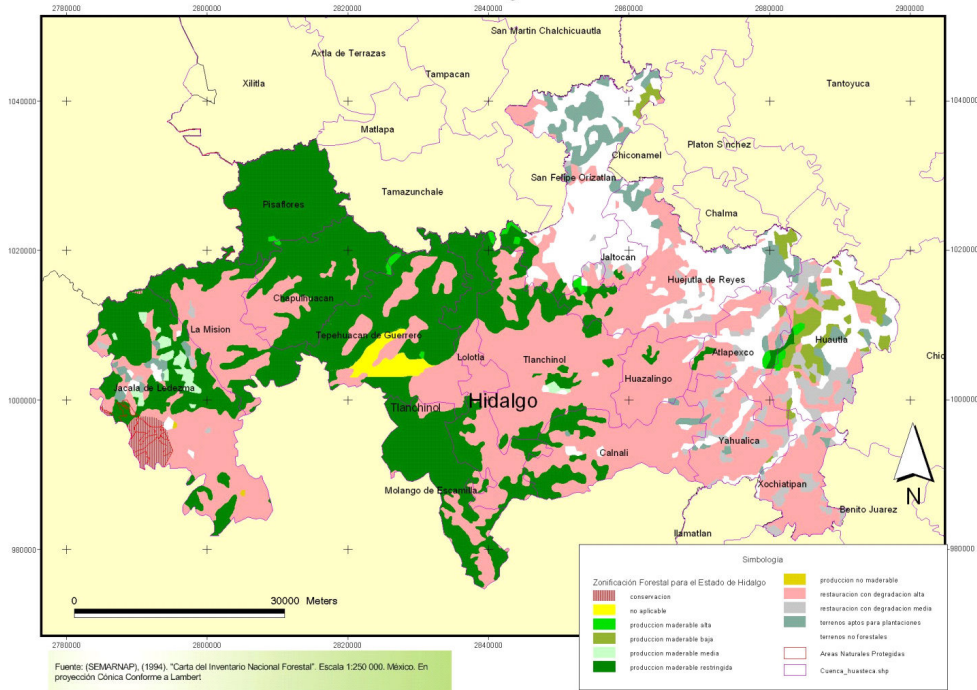 2780000 2800000 2820000 2840000 2860000 2880000 2900000
San Martin Chalchicuautla
Axtla de Terrazas
Tampacan
Xilitla
Tantoyuca
1040000 1040000
Matlapa
Platon S nchez
Chiconamel
San Felipe Orizatlan
Tamazunchale
Pisaflores
Chalma
1020000 1020000
Jaltocan
Huejutla de Reyes
Chapulhuacan
La Mision
Tepehuacan de Guerrero
Huautla
Atlapexco
Lolotla
Tlanchinol
Chic
Huazalingo
Jacala de Ledezma
1000000 1000000
Hidalgo
Tlanchinol
Yahualica
Calnali
Xochiatipan
Molango de Escamilla
N
Benito Juarez
Ilamatlan
980000 980000
Simbologia
Zonificación Forestal para el Estado de Hidalgo
conservacion
no aplicable
produccion maderable alta
produccion maderable baja
produccion maderable media
produccion maderable restringida
produccion no maderable
restauracion con degradacion alta
restauracion con degradacion media
terrenos aptos para plantaciones
terrenos no forestales
Areas Naturales Protegidas
Cuenca_huasteca.shp
0 30000 Meters
2780000 2800000 2820000 2840000 2860000 2880000 2900000
Fuente: (SEMARNAP), (1994). "Carta del Inventario Nacional Forestal". Escala 1:250 000. México. En
proyección Cónica Conforme a Lambert